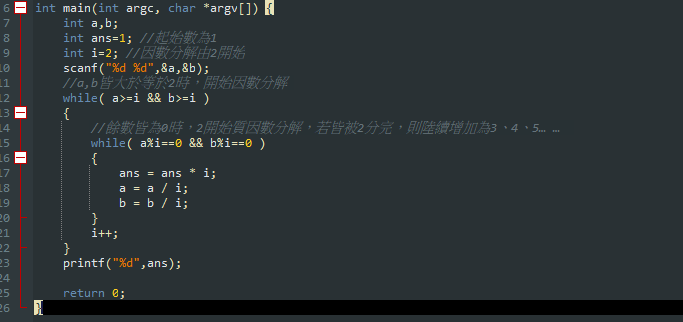 6 int main(int argc, char *argv[]) {
7 int a,b;
8 int ans=1; //起始數為1
9 int i=2; //因數分解由2開始
10 scanf("%d %d",&a,&b);
11 //a,b皆大於等於2時，開始因數分解
12 while( a>=i && b>=i )
13 {
14 //餘數皆為0時，2開始質因數分解，若皆被2分完，則陸續增加為3、4、5… …
15 while( a%i==0 && b%i==0 )
16 {
17 ans = ans * i;
18 a = a / i;
19 b = b / i;
20 }
21 i++;
22 }
23 printf("%d",ans);
24
25 return 0;
26 }